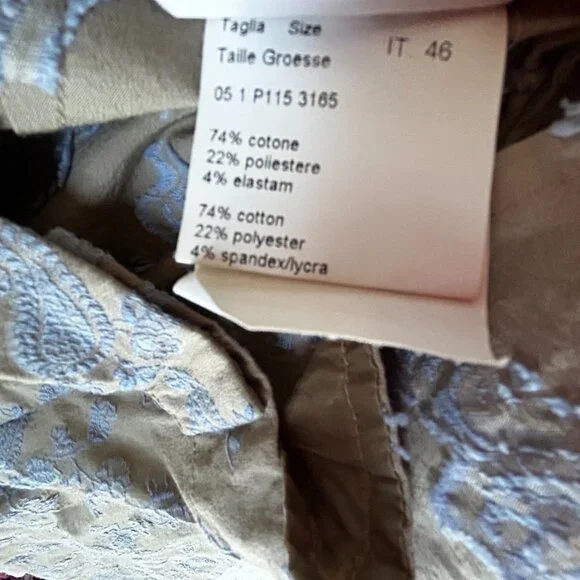 Taglia Size
Taille Groesse IT. 46
05 1 P115 3165
74% cotone
22% poliestere
4% elastam
74% cotton
22% polyester
4% spandex/lycra